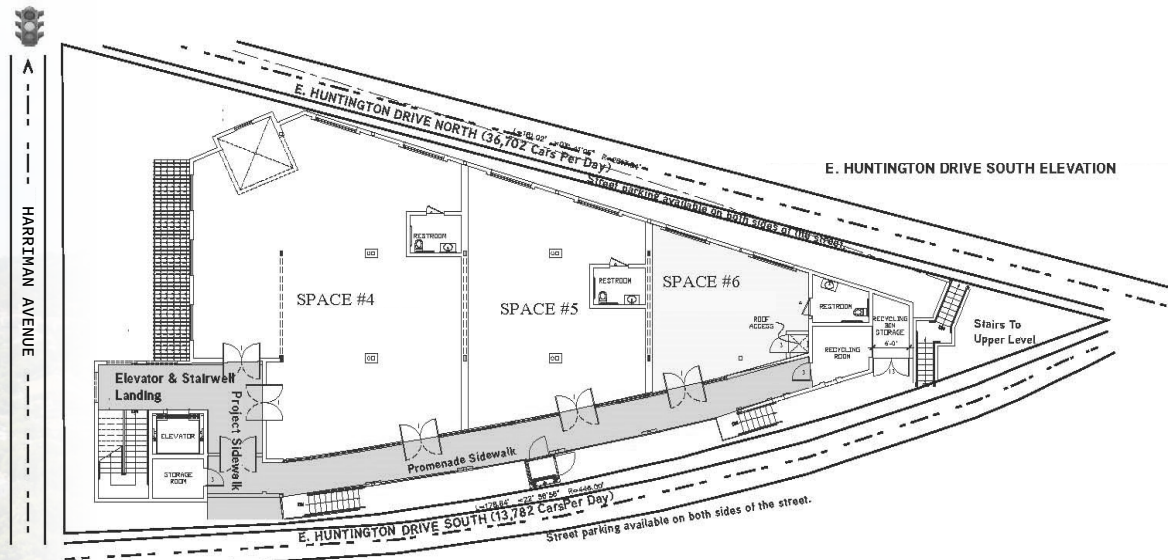 HARRIMAN AVENUE
E. HUNTINGTON DRIVE NORTH (36,702 Cars Per Day)
Street parking available on both sides of the street.
E. HUNTINGTON DRIVE SOUTH ELEVATION
RESTROOM
SPACE #4
RESTROOM
SPACE #5
SPACE #6
ROOF
ACCESS
RESTROOM
RECYCLING
BIN
STORAGE
6'-0"
RECYCLING
ROOM
Stairs To
Upper Level
Elevator & Stairwell
Landing
Project Sidewalk
ELEVATOR
STORAGE
ROOM
Promenade Sidewalk
E. HUNTINGTON DRIVE SOUTH (13,782 CarsPer Day)
Street parking available on both sides of the street.